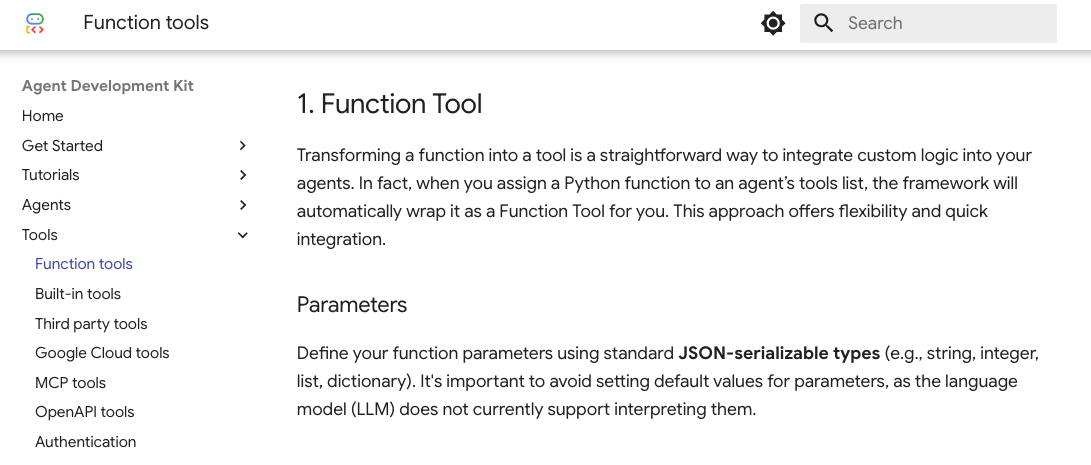 Function tools
Search
Agent Development Kit
Home
Get Started
Tutorials
Agents
Tools
Function tools
Built-in tools
Third party tools
Google Cloud tools
MCP tools
OpenAPI tools
Authentication
1. Function Tool
Transforming a function into a tool is a straightforward way to integrate custom logic into your
agents. In fact, when you assign a Python function to an agent’s tools list, the framework will
automatically wrap it as a Function Tool for you. This approach offers flexibility and quick
integration.
Parameters
Define your function parameters using standard JSON-serializable types (e.g., string, integer,
list, dictionary). It's important to avoid setting default values for parameters, as the language
model (LLM) does not currently support interpreting them.